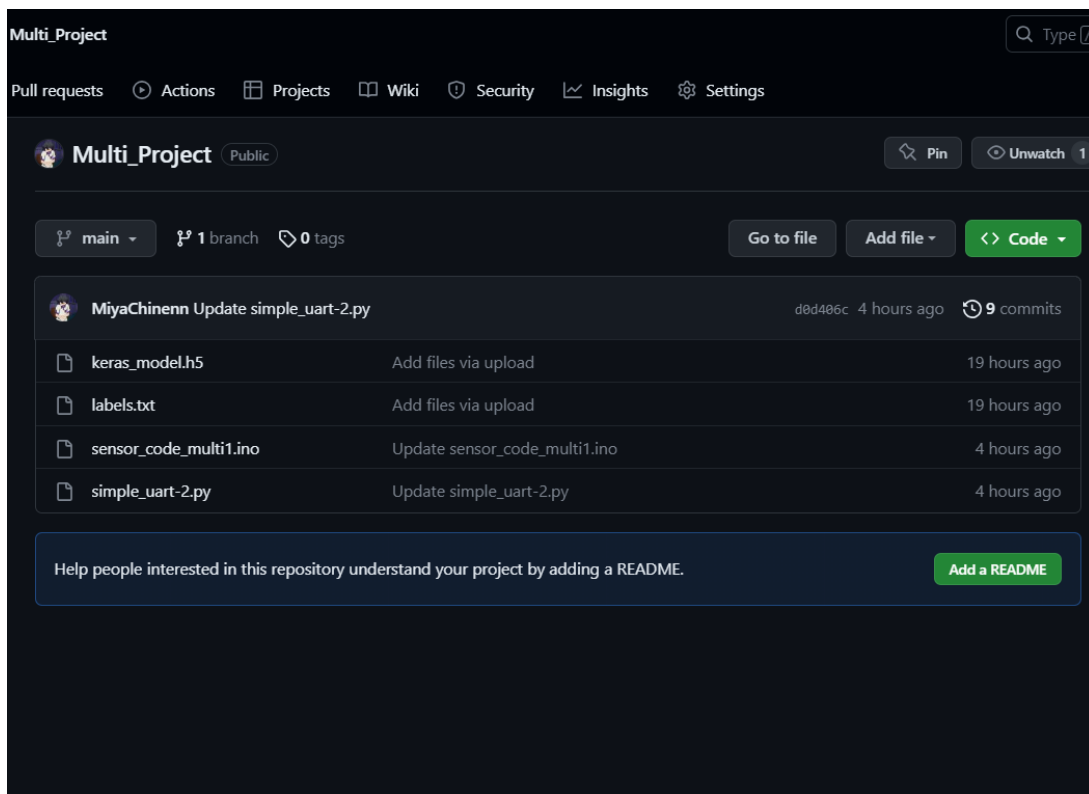 Multi_Project
Type /
Pull requests Actions Projects Wiki Security Insights Settings
Multi_Project Public Pin Unwatch 1
main 1 branch 0 tags Go to file Add file Code
MiyaChinenn Update simple_uart-2.py d0d406c 4 hours ago 9 commits
keras_model.h5 Add files via upload 19 hours ago
labels.txt Add files via upload 19 hours ago
sensor_code_multi1.ino Update sensor_code_multi1.ino 4 hours ago
simple_uart-2.py Update simple_uart-2.py 4 hours ago
Help people interested in this repository understand your project by adding a README. Add a README